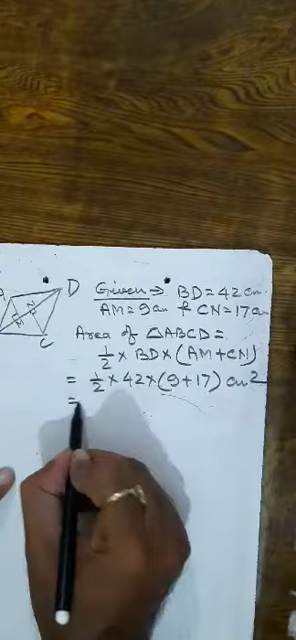 A D Given → BD = 42 cm
AM = 9 cm & CN = 17 cm
N
M
C
Area of △ABCD =
1/2 × BD × (AM + CN)
= 1/2 × 42 × (9 + 17) cm²
=